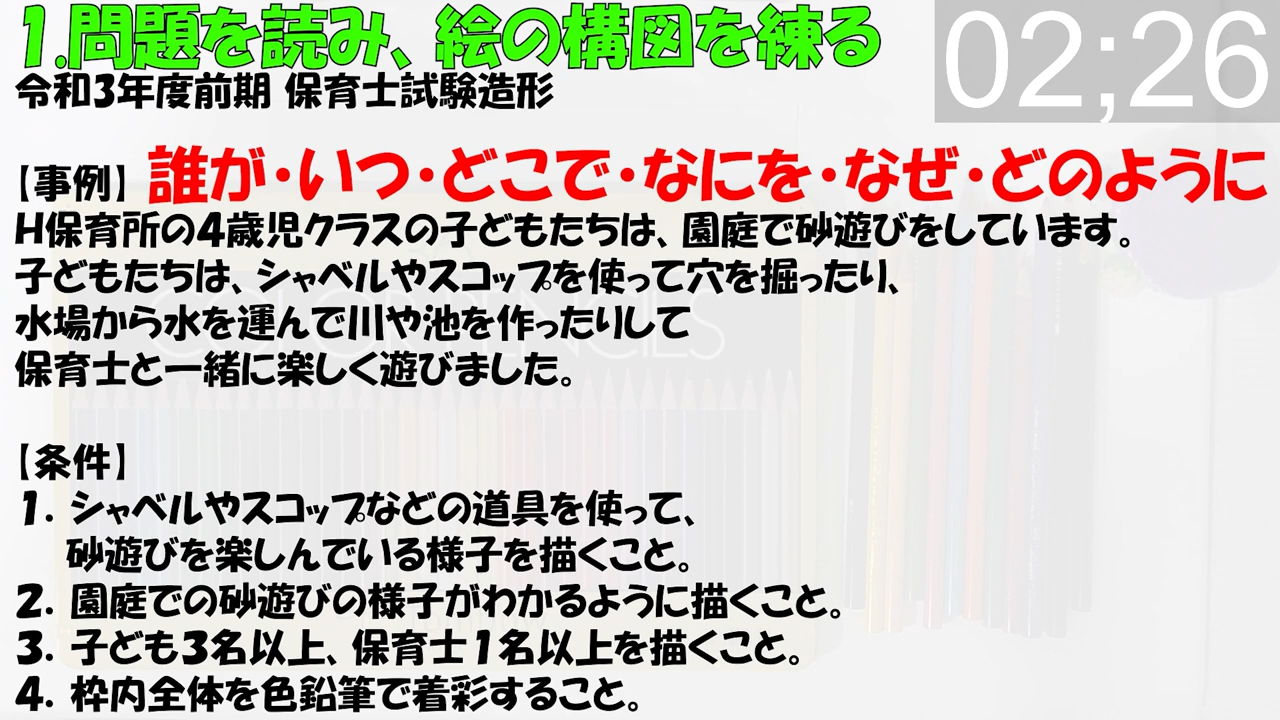 1.問題を読み、絵の構図を練る
02;26
令和3年度前期 保育士試験造形
【事例】誰が・いつ・どこで・なにを・なぜ・どのように
H保育所の4歳児クラスの子どもたちは、園庭で砂遊びをしています。
子どもたちは、シャベルやスコップを使って穴を掘ったり、
水場から水を運んで川や池を作ったりして
保育士と一緒に楽しく遊びました。
【条件】
1. シャベルやスコップなどの道具を使って、
砂遊びを楽しんでいる様子を描くこと。
2. 園庭での砂遊びの様子がわかるように描くこと。
3. 子ども3名以上、保育士1名以上を描くこと。
4. 枠内全体を色鉛筆で着彩すること。
COLOR PENCILS